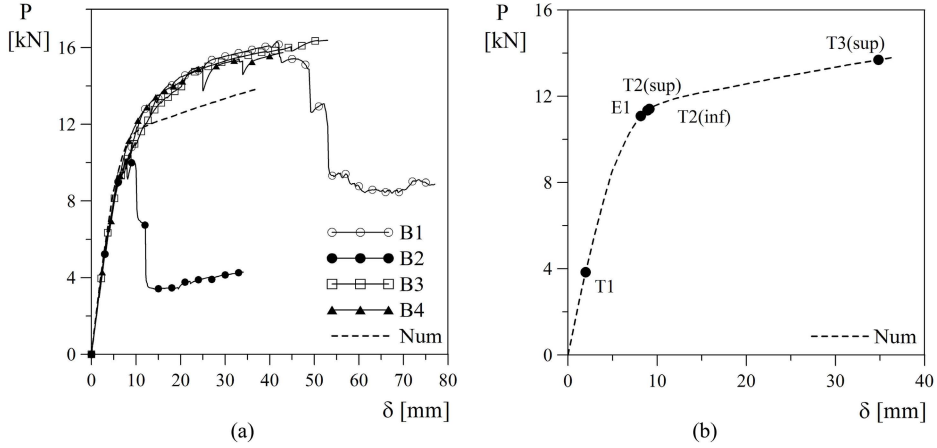 P
[kN]
16
12
8
4
0
0 10 20 30 40 50 60 70 80
δ [mm]
B1
B2
B3
B4
Num
(a)
P
[kN]
16
12
8
4
0
0 10 20 30 40
δ [mm]
T3(sup)
T2(sup)
E1
T2(inf)
T1
Num
(b)